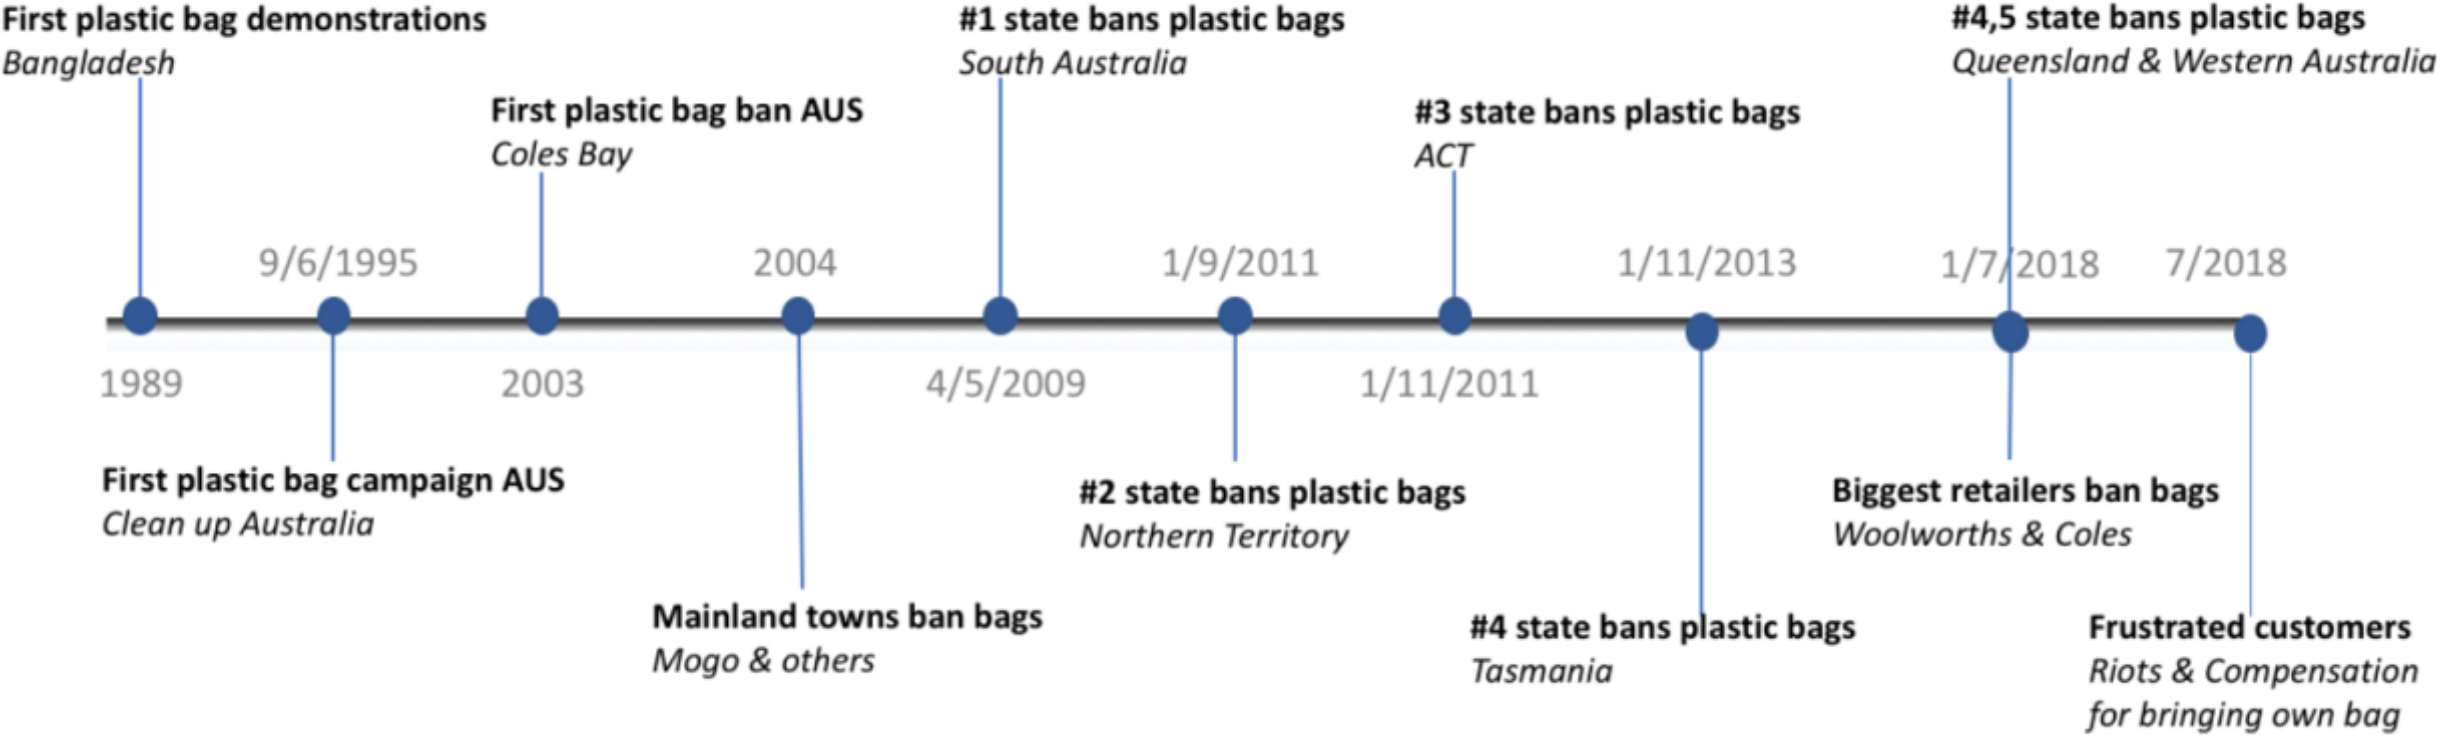 First plastic bag demonstrations
Bangladesh
1989
9/6/1995
First plastic bag campaign AUS
Clean up Australia
First plastic bag ban AUS
Coles Bay
2003
2004
Mainland towns ban bags
Mogo & others
#1 state bans plastic bags
South Australia
4/5/2009
1/9/2011
#2 state bans plastic bags
Northern Territory
#3 state bans plastic bags
ACT
1/11/2011
1/11/2013
#4 state bans plastic bags
Tasmania
#4,5 state bans plastic bags
Queensland & Western Australia
1/7/2018
Biggest retailers ban bags
Woolworths & Coles
7/2018
Frustrated customers
Riots & Compensation
for bringing own bag